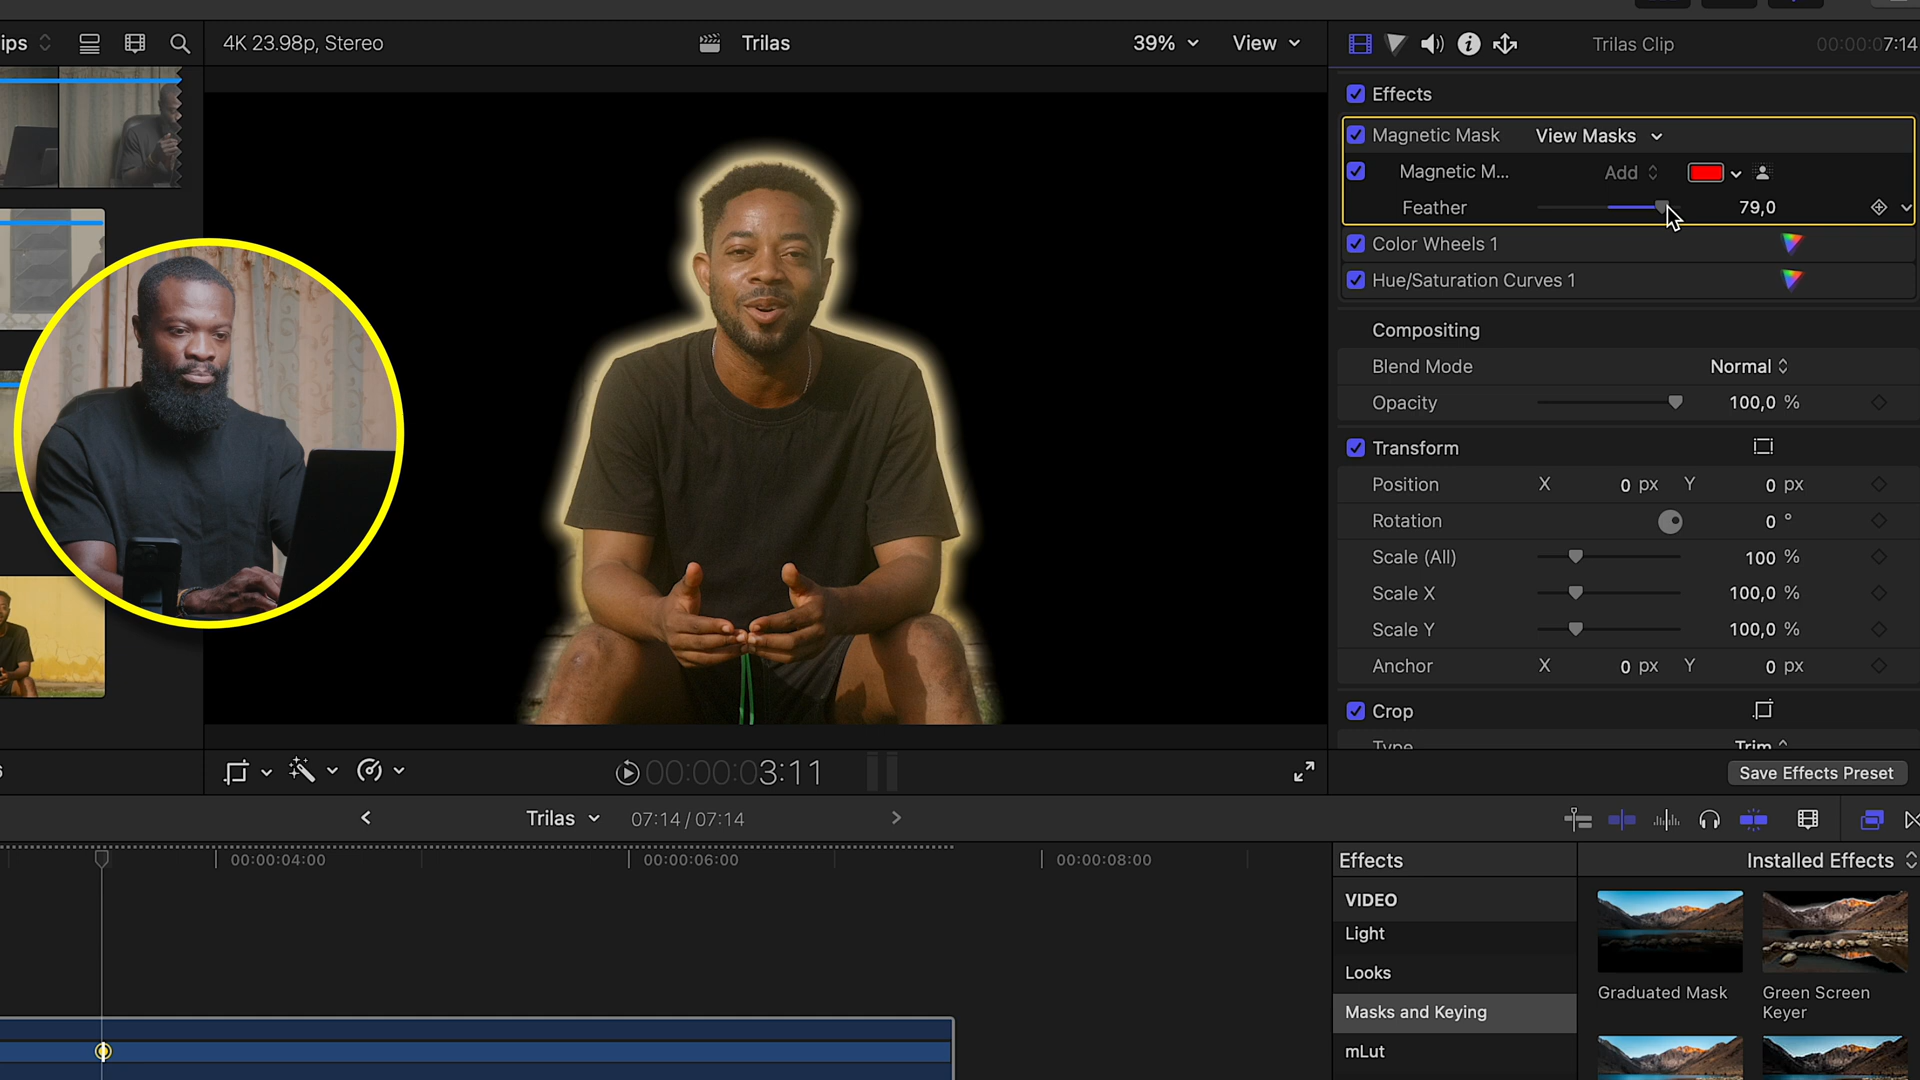 ips
4K 23.98p, Stereo
Trilas
39%
View
Trilas Clip
00:00:07:14
Effects
Magnetic Mask
View Masks
Magnetic M...
Add
Feather
79,0
Color Wheels 1
Hue/Saturation Curves 1
Compositing
Blend Mode
Normal
Opacity
100,0 %
Transform
Position
X
0 px
Y
0 px
Rotation
0 °
Scale (All)
100 %
Scale X
100,0 %
Scale Y
100,0 %
Anchor
X
0 px
Y
0 px
Crop
Type
Trim
Save Effects Preset
00:00:03:11
Trilas
07:14 / 07:14
00:00:04:00
00:00:06:00
00:00:08:00
Effects
Installed Effects
VIDEO
Light
Looks
Masks and Keying
mLut
Graduated Mask
Green Screen
Keyer